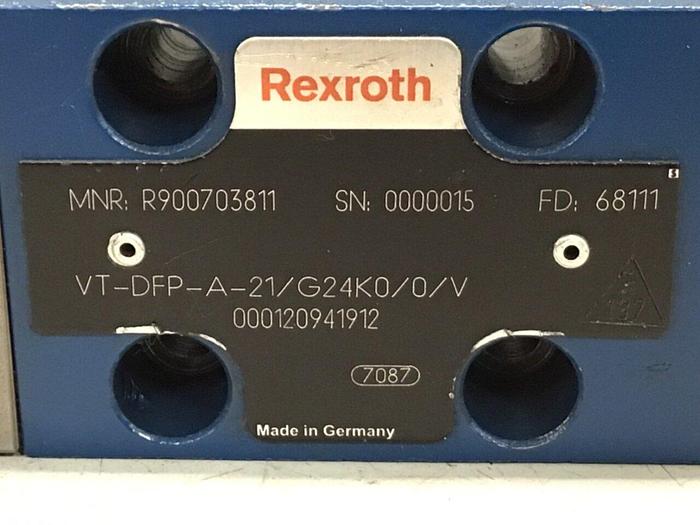 Rexroth
MNR: R900703811 SN: 0000015 FD: 68111
VT-DFP-A-21/G24K0/0/V
000120941912
7087
Made in Germany